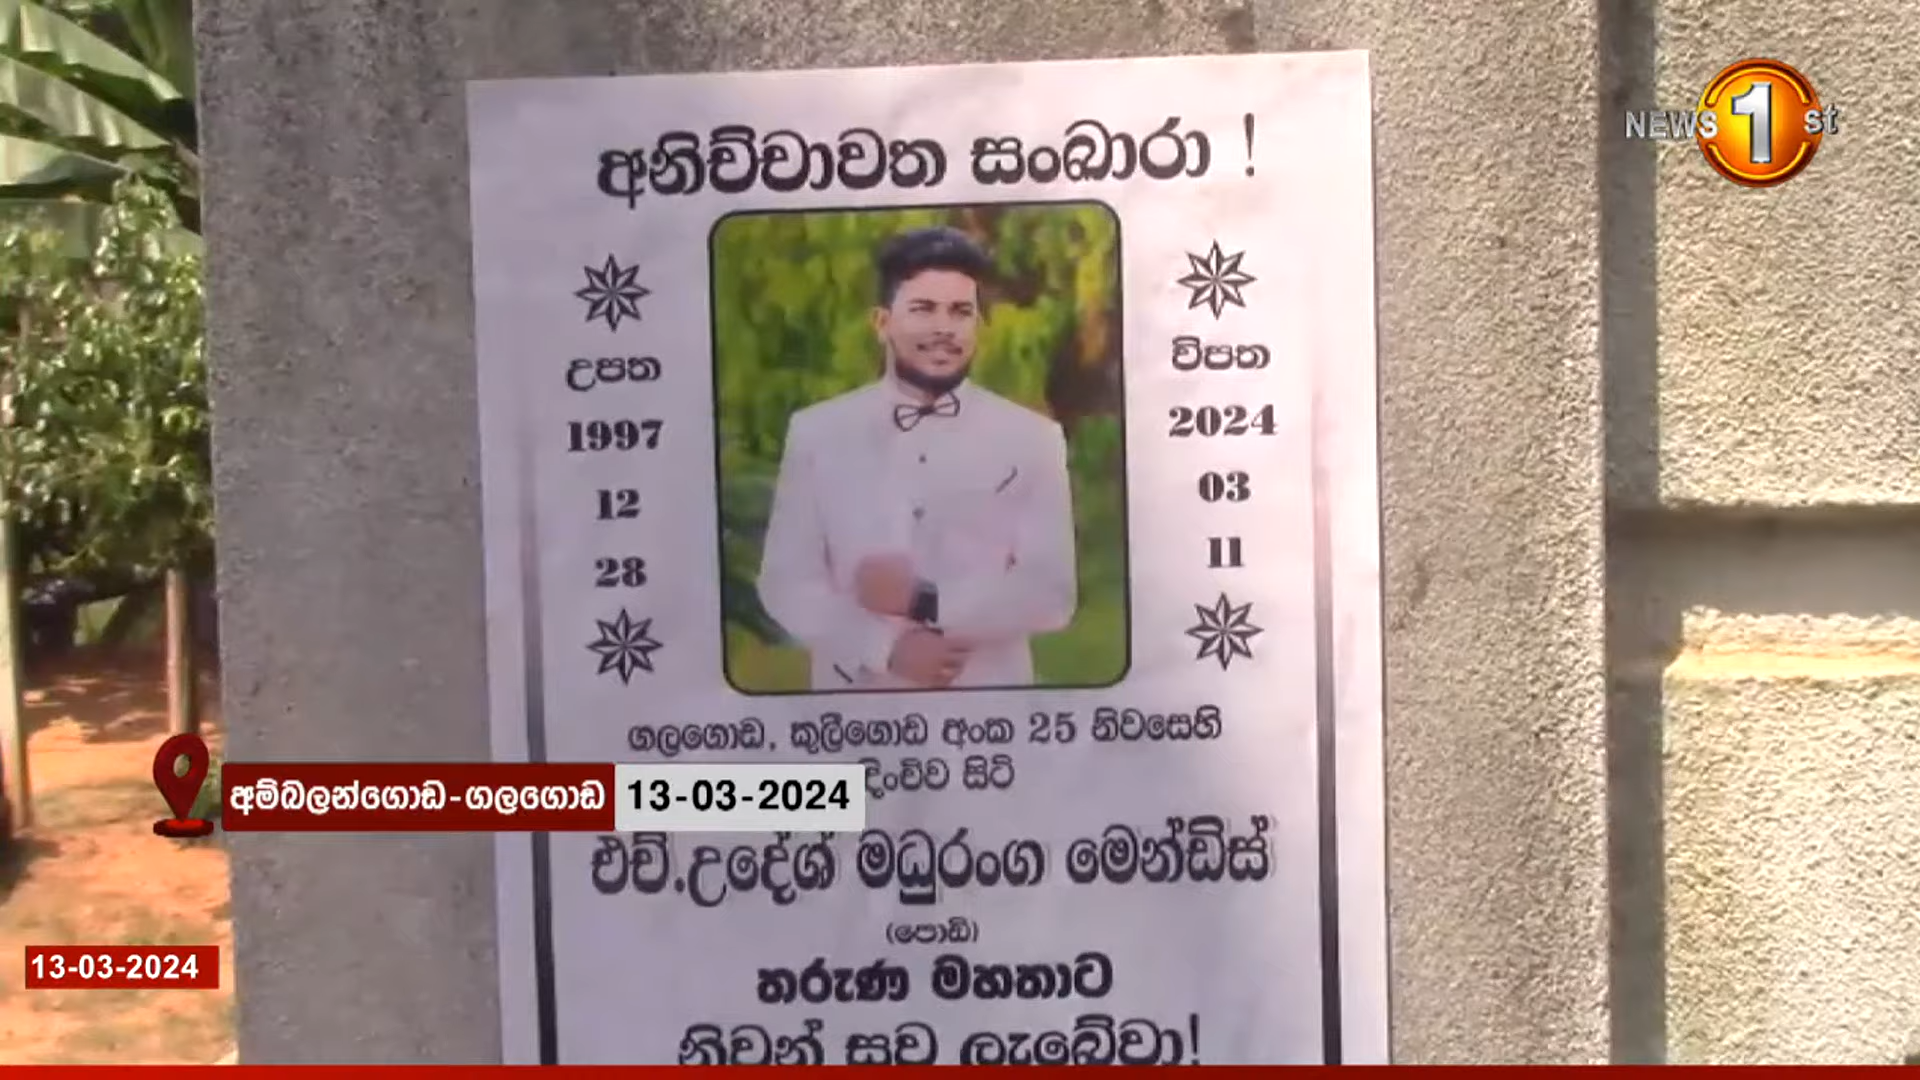 NEWS 1st
අනිච්චාවත සංඛාරා !
උපත
1997
12
28
විපත
2024
03
11
ගලගොඩ, කුලීගොඩ අංක 25 නිවසෙහි
දිංචිව සිටි
අම්බලන්ගොඩ-ගලගොඩ 13-03-2024
එච්.උදේශ් මධුරංග මෙන්ඩිස්
(පොඩි)
13-03-2024
තරුණ මහතාට
නිවන් සුව ලැබේවා!